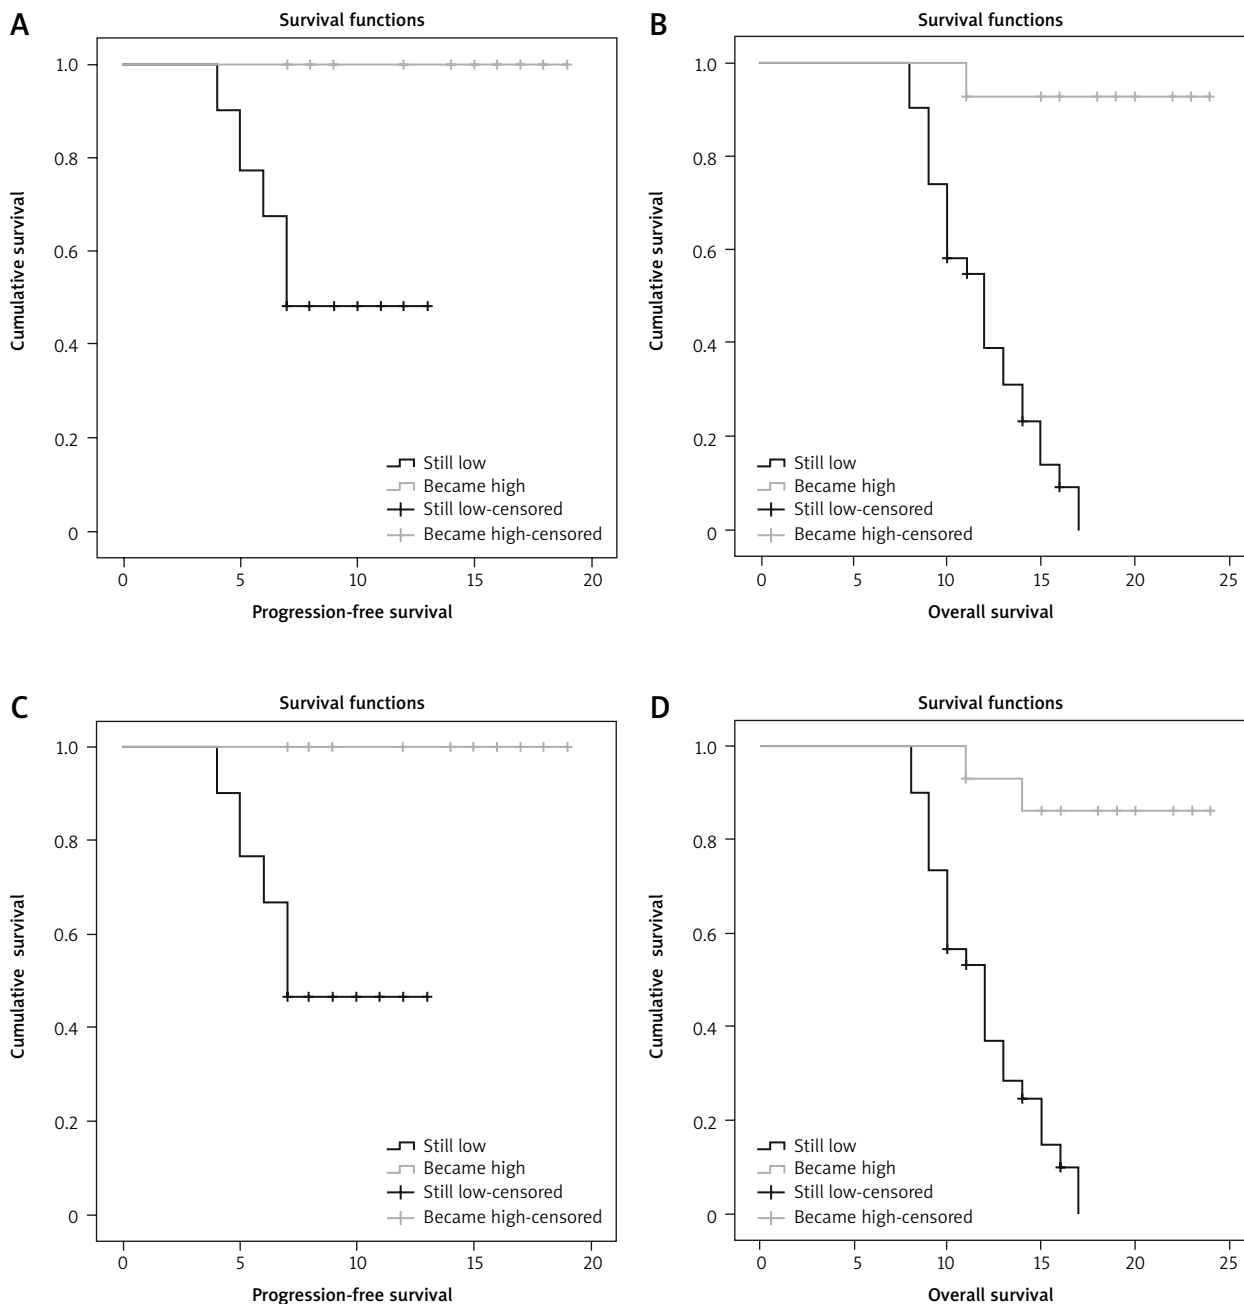 A
Survival functions
Cumulative survival
1.0
0.8
0.6
0.4
0.2
0
Still low
Became high
Still low-censored
Became high-censored
0 5 10 15 20
Progression-free survival
B
Survival functions
Cumulative survival
1.0
0.8
0.6
0.4
0.2
0
Still low
Became high
Still low-censored
Became high-censored
0 5 10 15 20 25
Overall survival
C
Survival functions
Cumulative survival
1.0
0.8
0.6
0.4
0.2
0
Still low
Became high
Still low-censored
Became high-censored
0 5 10 15 20
Progression-free survival
D
Survival functions
Cumulative survival
1.0
0.8
0.6
0.4
0.2
0
Still low
Became high
Still low-censored
Became high-censored
0 5 10 15 20 25
Overall survival